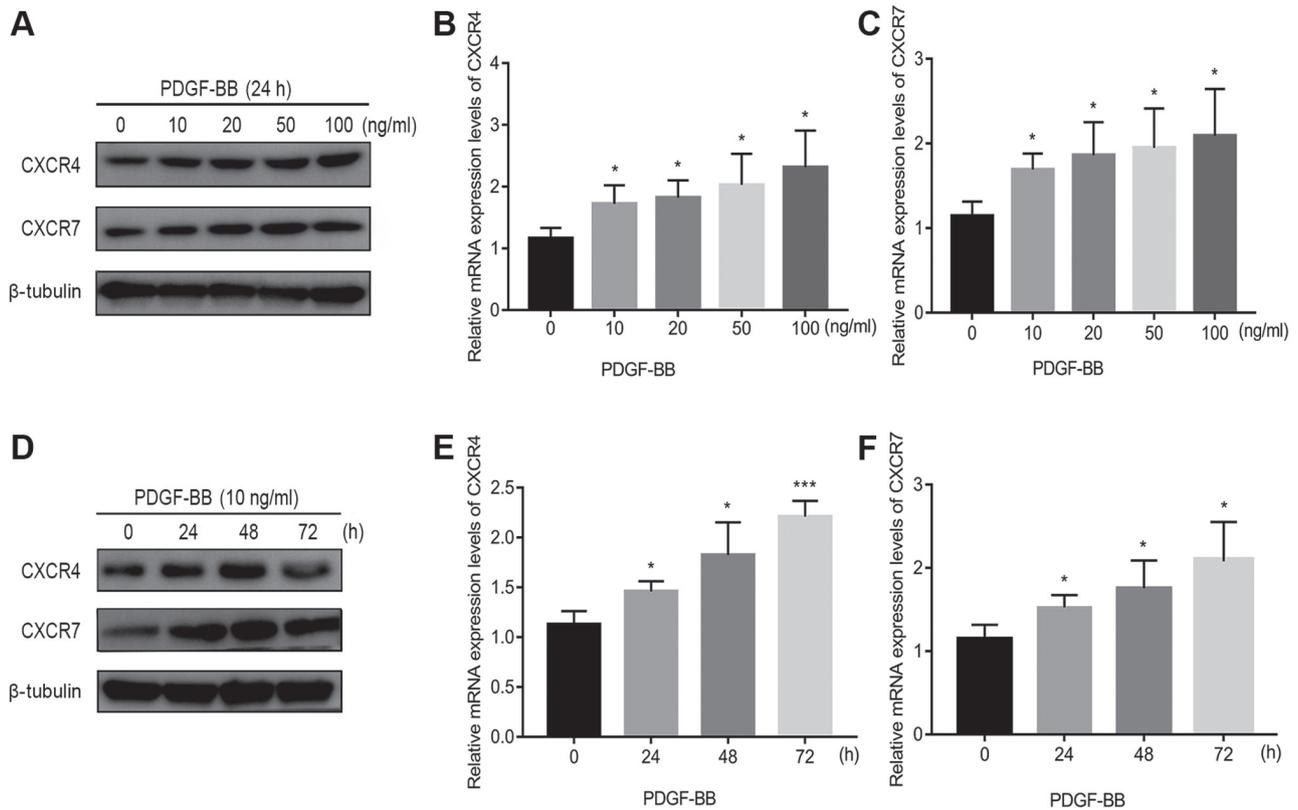 A
PDGF-BB (24 h)
0 10 20 50 100 (ng/ml)
CXCR4
CXCR7
β-tubulin
B
Relative mRNA expression levels of CXCR4
4
3
2
1
0
* * * *
0 10 20 50 100 (ng/ml)
PDGF-BB
C
Relative mRNA expression levels of CXCR7
3
2
1
0
* * * *
0 10 20 50 100 (ng/ml)
PDGF-BB
D
PDGF-BB (10 ng/ml)
0 24 48 72 (h)
CXCR4
CXCR7
β-tubulin
E
Relative mRNA expression levels of CXCR4
2.5
2.0
1.5
1.0
0.5
0.0
* * ***
0 24 48 72 (h)
PDGF-BB
F
Relative mRNA expression levels of CXCR7
3
2
1
0
* * *
0 24 48 72 (h)
PDGF-BB